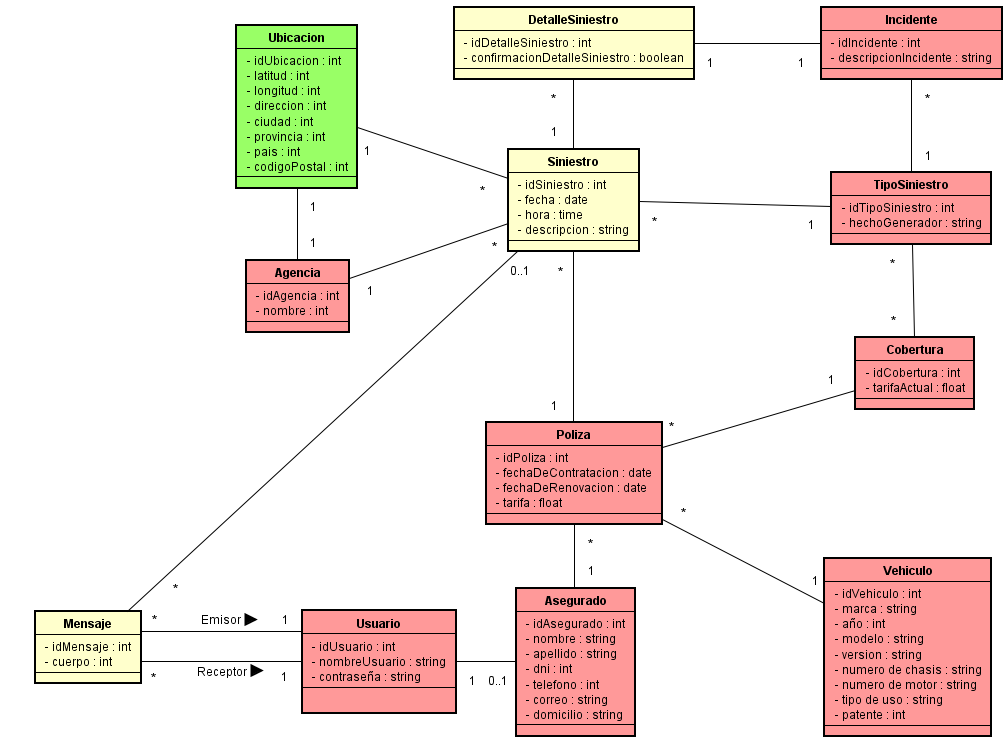 Ubicacion
- idUbicacion : int
- latitud : int
- longitud : int
- direccion : int
- ciudad : int
- provincia : int
- pais : int
- codigoPostal : int
DetalleSiniestro
- idDetalleSiniestro : int
- confirmacionDetalleSiniestro : boolean
1
1
Incidente
- idIncidente : int
- descripcionIncidente : string
*
1
*
1
1
*
Siniestro
- idSiniestro : int
- fecha : date
- hora : time
- descripcion : string
*
1
TipoSiniestro
- idTipoSiniestro : int
- hechoGenerador : string
1
1
*
1
0..1
*
*
*
Agencia
- idAgencia : int
- nombre : int
Cobertura
- idCobertura : int
- tarifaActual : float
1
*
1
Poliza
- idPoliza : int
- fechaDeContratacion : date
- fechaDeRenovacion : date
- tarifa : float
*
1
*
1
Vehiculo
- idVehiculo : int
- marca : string
- año : int
- modelo : string
- version : string
- numero de chasis : string
- numero de motor : string
- tipo de uso : string
- patente : int
*
Mensaje
- idMensaje : int
- cuerpo : int
* Emisor ▶ 1
* Receptor ▶ 1
Usuario
- idUsuario : int
- nombreUsuario : string
- contraseña : string
1 0..1
Asegurado
- idAsegurado : int
- nombre : string
- apellido : string
- dni : int
- telefono : int
- correo : string
- domicilio : string